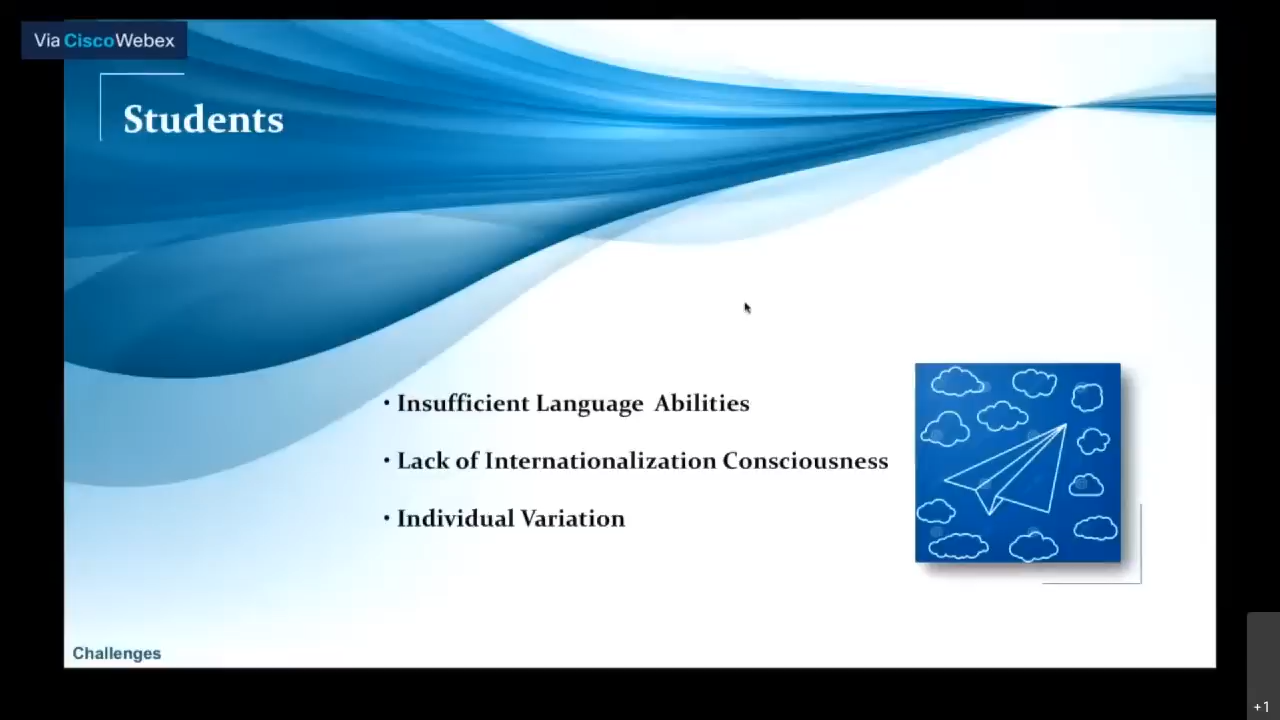 Via CiscoWebex
Students
• Insufficient Language Abilities
• Lack of Internationalization Consciousness
• Individual Variation
Challenges
+1